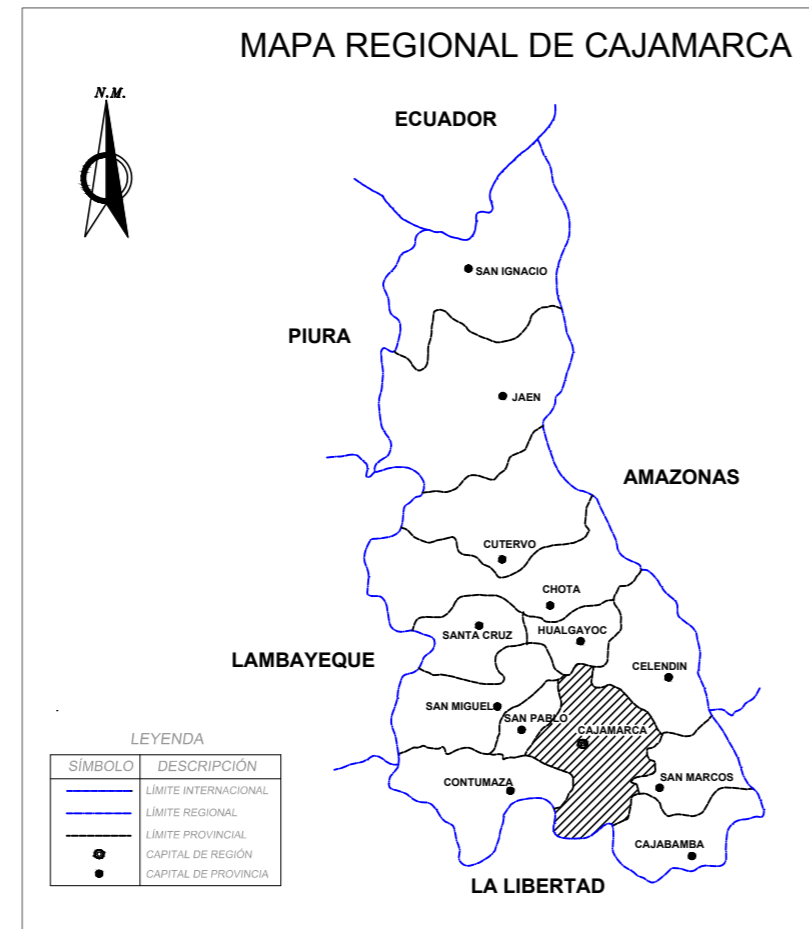 MAPA REGIONAL DE CAJAMARCA
N.M.
ECUADOR
SAN IGNACIO
PIURA
JAEN
AMAZONAS
CUTERVO
CHOTA
SANTA CRUZ
HUALGAYOC
LAMBAYEQUE
CELENDIN
SAN MIGUEL
SAN PABLO
CAJAMARCA
SAN MARCOS
CONTUMAZA
CAJABAMBA
LA LIBERTAD
LEYENDA
SÍMBOLO DESCRIPCIÓN
LÍMITE INTERNACIONAL
LÍMITE REGIONAL
LÍMITE PROVINCIAL
CAPITAL DE REGIÓN
CAPITAL DE PROVINCIA